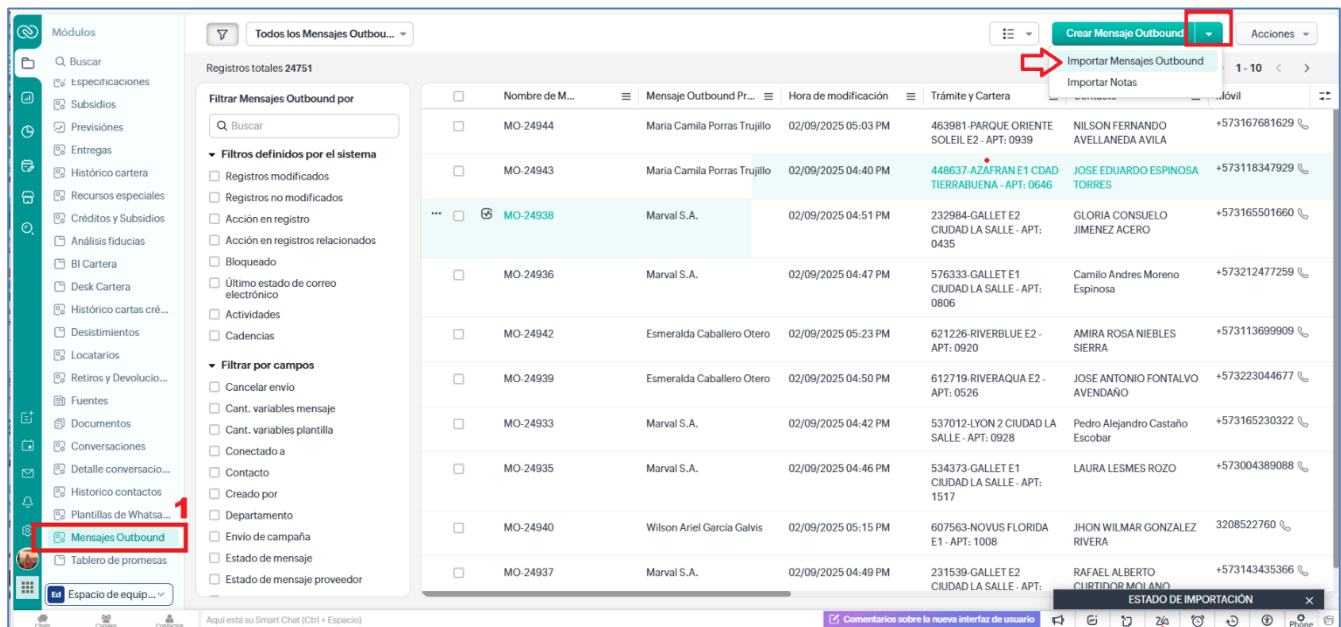 Módulos
Buscar
Especificaciones
Subsidios
Previsiónes
Entregas
Histórico cartera
Recursos especiales
Créditos y Subsidios
Análisis fiducias
BI Cartera
Desk Cartera
Histórico cartas cré...
Desistimientos
Locatarios
Retiros y Devolucio...
Fuentes
Documentos
Conversaciones
Detalle conversacio...
Historico contactos
Plantillas de Whatsa...
1
Mensajes Outbound
Tablero de promesas
Ed Espacio de equip...
Todos los Mensajes Outbou...
Crear Mensaje Outbound
Acciones
Registros totales 24751
Importar Mensajes Outbound
Importar Notas
1 - 10
Filtrar Mensajes Outbound por
Buscar
Filtros definidos por el sistema
Registros modificados
Registros no modificados
Acción en registro
Acción en registros relacionados
Bloqueado
Último estado de correo
electrónico
Actividades
Cadencias
Filtrar por campos
Cancelar envio
Cant. variables mensaje
Cant. variables plantilla
Conectado a
Contacto
Creado por
Departamento
Envío de campaña
Estado de mensaje
Estado de mensaje proveedor
Nombre de M... Mensaje Outbound Pr... Hora de modificación Trámite y Cartera Contacto Móvil
MO-24944 Maria Camila Porras Trujillo 02/09/2025 05:03 PM 463981-PARQUE ORIENTE NILSON FERNANDO +573167681629
SOLEIL E2 - APT: 0939 AVELLANEDA AVILA
MO-24943 Maria Camila Porras Trujillo 02/09/2025 04:40 PM 448637-AZAFRAN E1 CDAD JOSE EDUARDO ESPINOSA +573118347929
TIERRABUENA - APT: 0646 TORRES
MO-24938 Marval S.A. 02/09/2025 04:51 PM 232984-GALLET E2 GLORIA CONSUELO +573165501660
CIUDAD LA SALLE - APT: JIMENEZ ACERO
0435
MO-24936 Marval S.A. 02/09/2025 04:47 PM 576333-GALLET E1 Camilo Andres Moreno +573212477259
CIUDAD LA SALLE - APT: Espinosa
0806
MO-24942 Esmeralda Caballero Otero 02/09/2025 05:23 PM 621226-RIVERBLUE E2 - AMIRA ROSA NIEBLES +573113699909
APT: 0920 SIERRA
MO-24939 Esmeralda Caballero Otero 02/09/2025 04:50 PM 612719-RIVERAQUA E2 - JOSE ANTONIO FONTALVO +573223044677
APT: 0526 AVENDAÑO
MO-24933 Marval S.A. 02/09/2025 04:42 PM 537012-LYON 2 CIUDAD LA Pedro Alejandro Castaño +573165230322
SALLE - APT: 0928 Escobar
MO-24935 Marval S.A. 02/09/2025 04:46 PM 534373-GALLET E1 LAURA LESMES ROZO +573004389088
CIUDAD LA SALLE - APT:
1517
MO-24940 Wilson Ariel García Galvis 02/09/2025 05:15 PM 607563-NOVUS FLORIDA JHON WILMAR GONZALEZ 3208522760
E1 - APT: 1008 RIVERA
MO-24937 Marval S.A. 02/09/2025 04:49 PM 231539-GALLET E2 RAFAEL ALBERTO +573143435366
CIUDAD LA SALLE - APT: CURTIDOR MOLANO
ESTADO DE IMPORTACIÓN
Chats Canales Contactos Aquí está su Smart Chat (Ctrl + Espacio) Comentarios sobre la nueva interfaz de usuario Phone